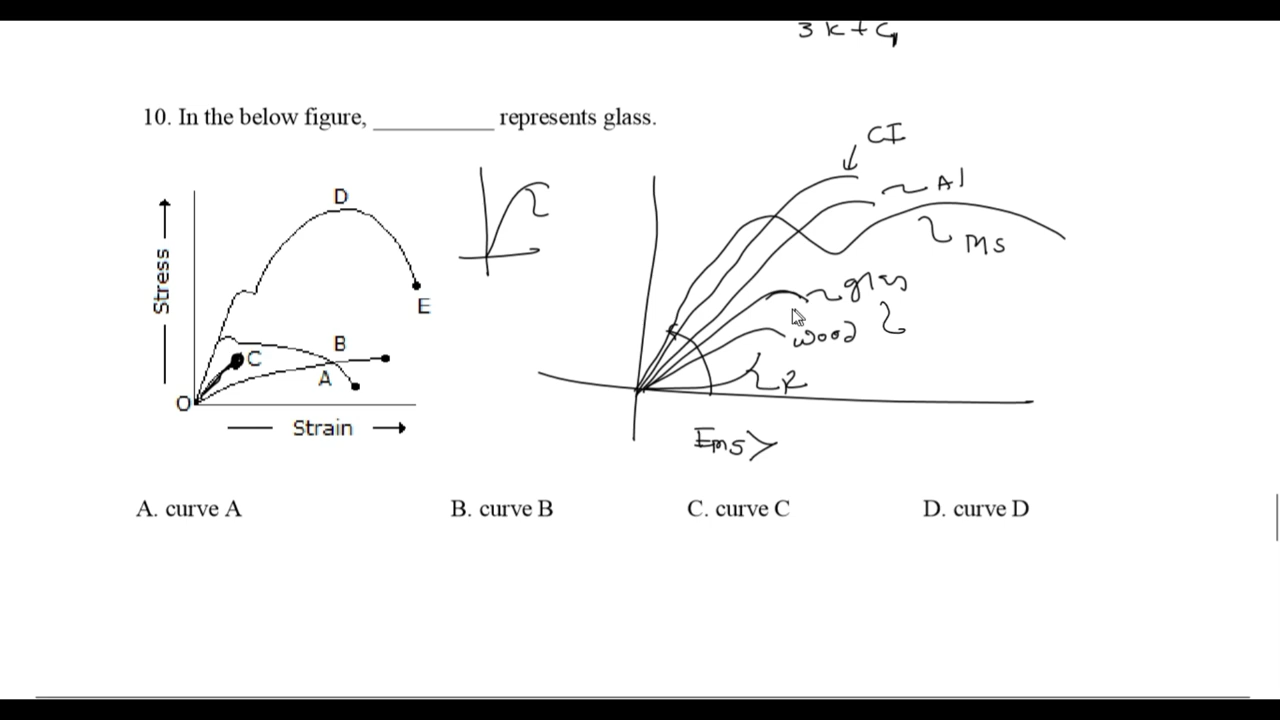 3 K + G
10. In the below figure, ___________ represents glass.
CI
Al
ms
glass
wood
R
Ems >
Stress
D
E
B
C
A
O
Strain
A. curve A
B. curve B
C. curve C
D. curve D